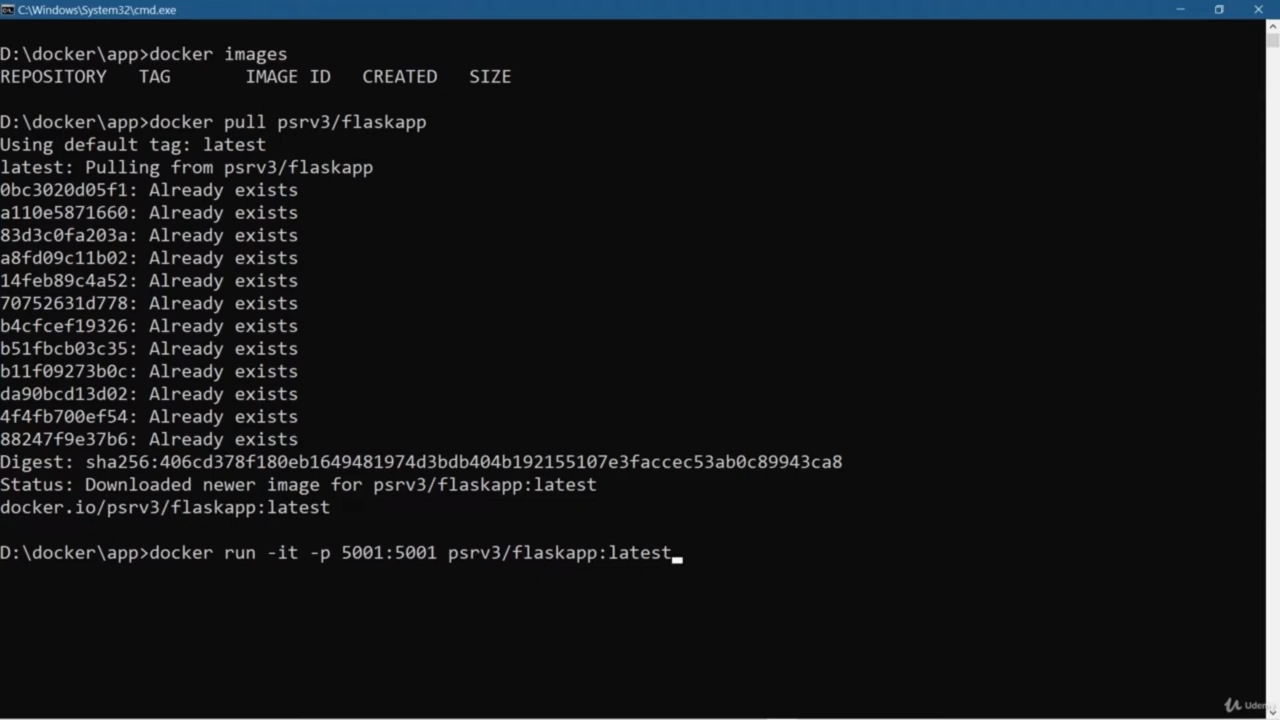 C:\Windows\System32\cmd.exe
D:\docker\app>docker images
REPOSITORY   TAG       IMAGE ID   CREATED   SIZE
D:\docker\app>docker pull psrv3/flaskapp
Using default tag: latest
latest: Pulling from psrv3/flaskapp
0bc3020d05f1: Already exists
a110e5871660: Already exists
83d3c0fa203a: Already exists
a8fd09c11b02: Already exists
14feb89c4a52: Already exists
70752631d778: Already exists
b4cfcef19326: Already exists
b51fbcb03c35: Already exists
b11f09273b0c: Already exists
da90bcd13d02: Already exists
4f4fb700ef54: Already exists
88247f9e37b6: Already exists
Digest: sha256:406cd378f180eb1649481974d3bdb404b192155107e3faccec53ab0c89943ca8
Status: Downloaded newer image for psrv3/flaskapp:latest
docker.io/psrv3/flaskapp:latest
D:\docker\app>docker run -it -p 5001:5001 psrv3/flaskapp:latest